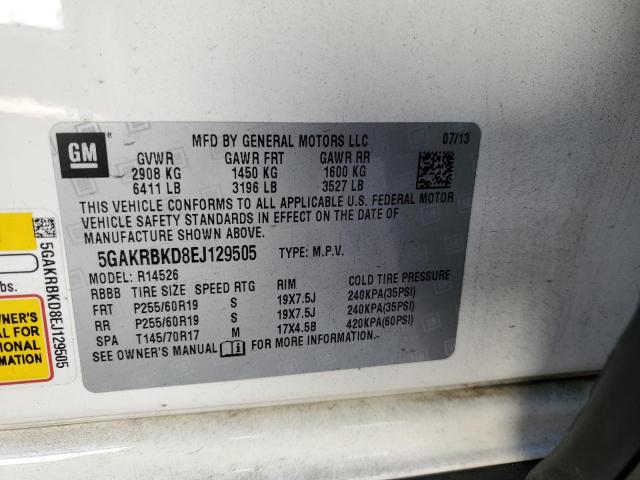 GM
MFD BY GENERAL MOTORS LLC 07/13
GVWR GAWR FRT GAWR RR
2908 KG 1450 KG 1600 KG
6411 LB 3196 LB 3527 LB
THIS VEHICLE CONFORMS TO ALL APPLICABLE U.S. FEDERAL MOTOR
VEHICLE SAFETY STANDARDS IN EFFECT ON THE DATE OF
MANUFACTURE SHOWN ABOVE.
5GAKRBKD8EJ129505 TYPE: M.P.V.
MODEL: R14526
RBBB TIRE SIZE SPEED RTG RIM COLD TIRE PRESSURE
FRT P255/60R19 S 19X7.5J 240KPA(35PSI)
RR P255/60R19 S 19X7.5J 240KPA(35PSI)
SPA T145/70R17 M 17X4.5B 420KPA(60PSI)
SEE OWNER'S MANUAL FOR MORE INFORMATION.
5GAKRBKD8EJ129505
bs.
OWNER'S
AL FOR
TIONAL
MATION